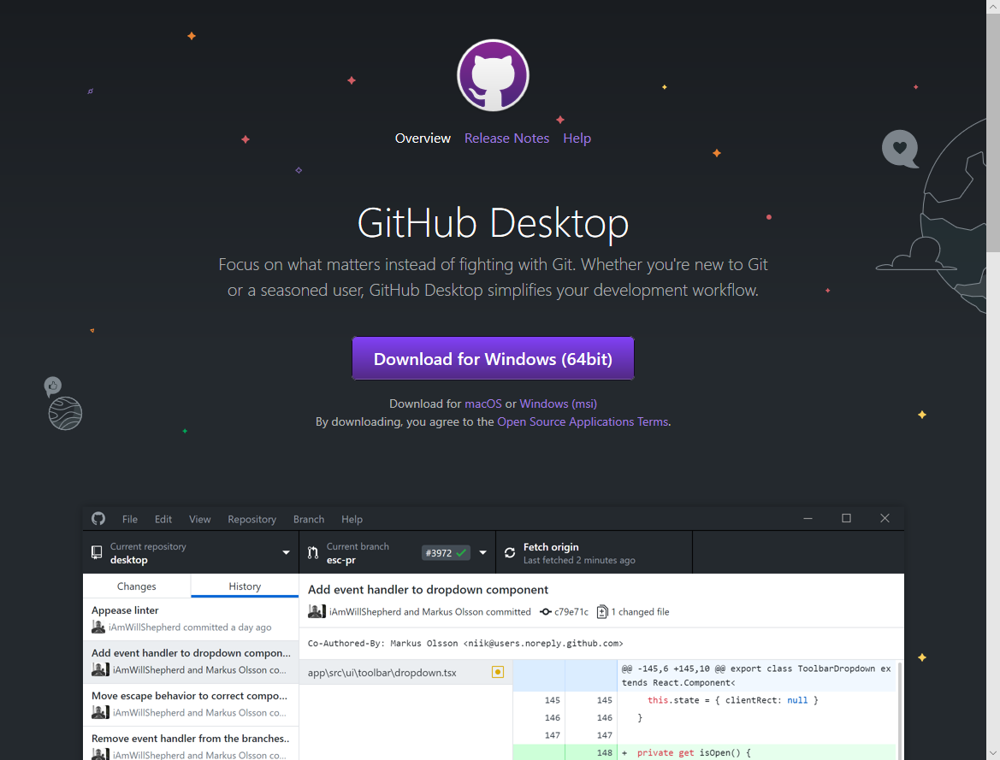 Overview Release Notes Help
GitHub Desktop
Focus on what matters instead of fighting with Git. Whether you're new to Git
or a seasoned user, GitHub Desktop simplifies your development workflow.
Download for Windows (64bit)
Download for macOS or Windows (msi)
By downloading, you agree to the Open Source Applications Terms.
File Edit View Repository Branch Help
Current repository
desktop
Current branch
esc-pr
#3972
Fetch origin
Last fetched 2 minutes ago
Changes History
Appease linter
iAmWillShepherd committed a day ago
Add event handler to dropdown compon...
iAmWillShepherd and Markus Olsson co...
Move escape behavior to correct compo...
iAmWillShepherd and Markus Olsson co...
Remove event handler from the branches..
iAmWillShepherd and Markus Olsson co...
Add event handler to dropdown component
iAmWillShepherd and Markus Olsson committed c79e71c 1 changed file
Co-Authored-By: Markus Olsson <niik@users.noreply.github.com>
app\src\ui\toolbar\dropdown.tsx
@@ -145,6 +145,10 @@ export class ToolbarDropdown ex
tends React.Component<
145 145 this.state = { clientRect: null }
146 146 }
147 147
148 + private get isOpen() {